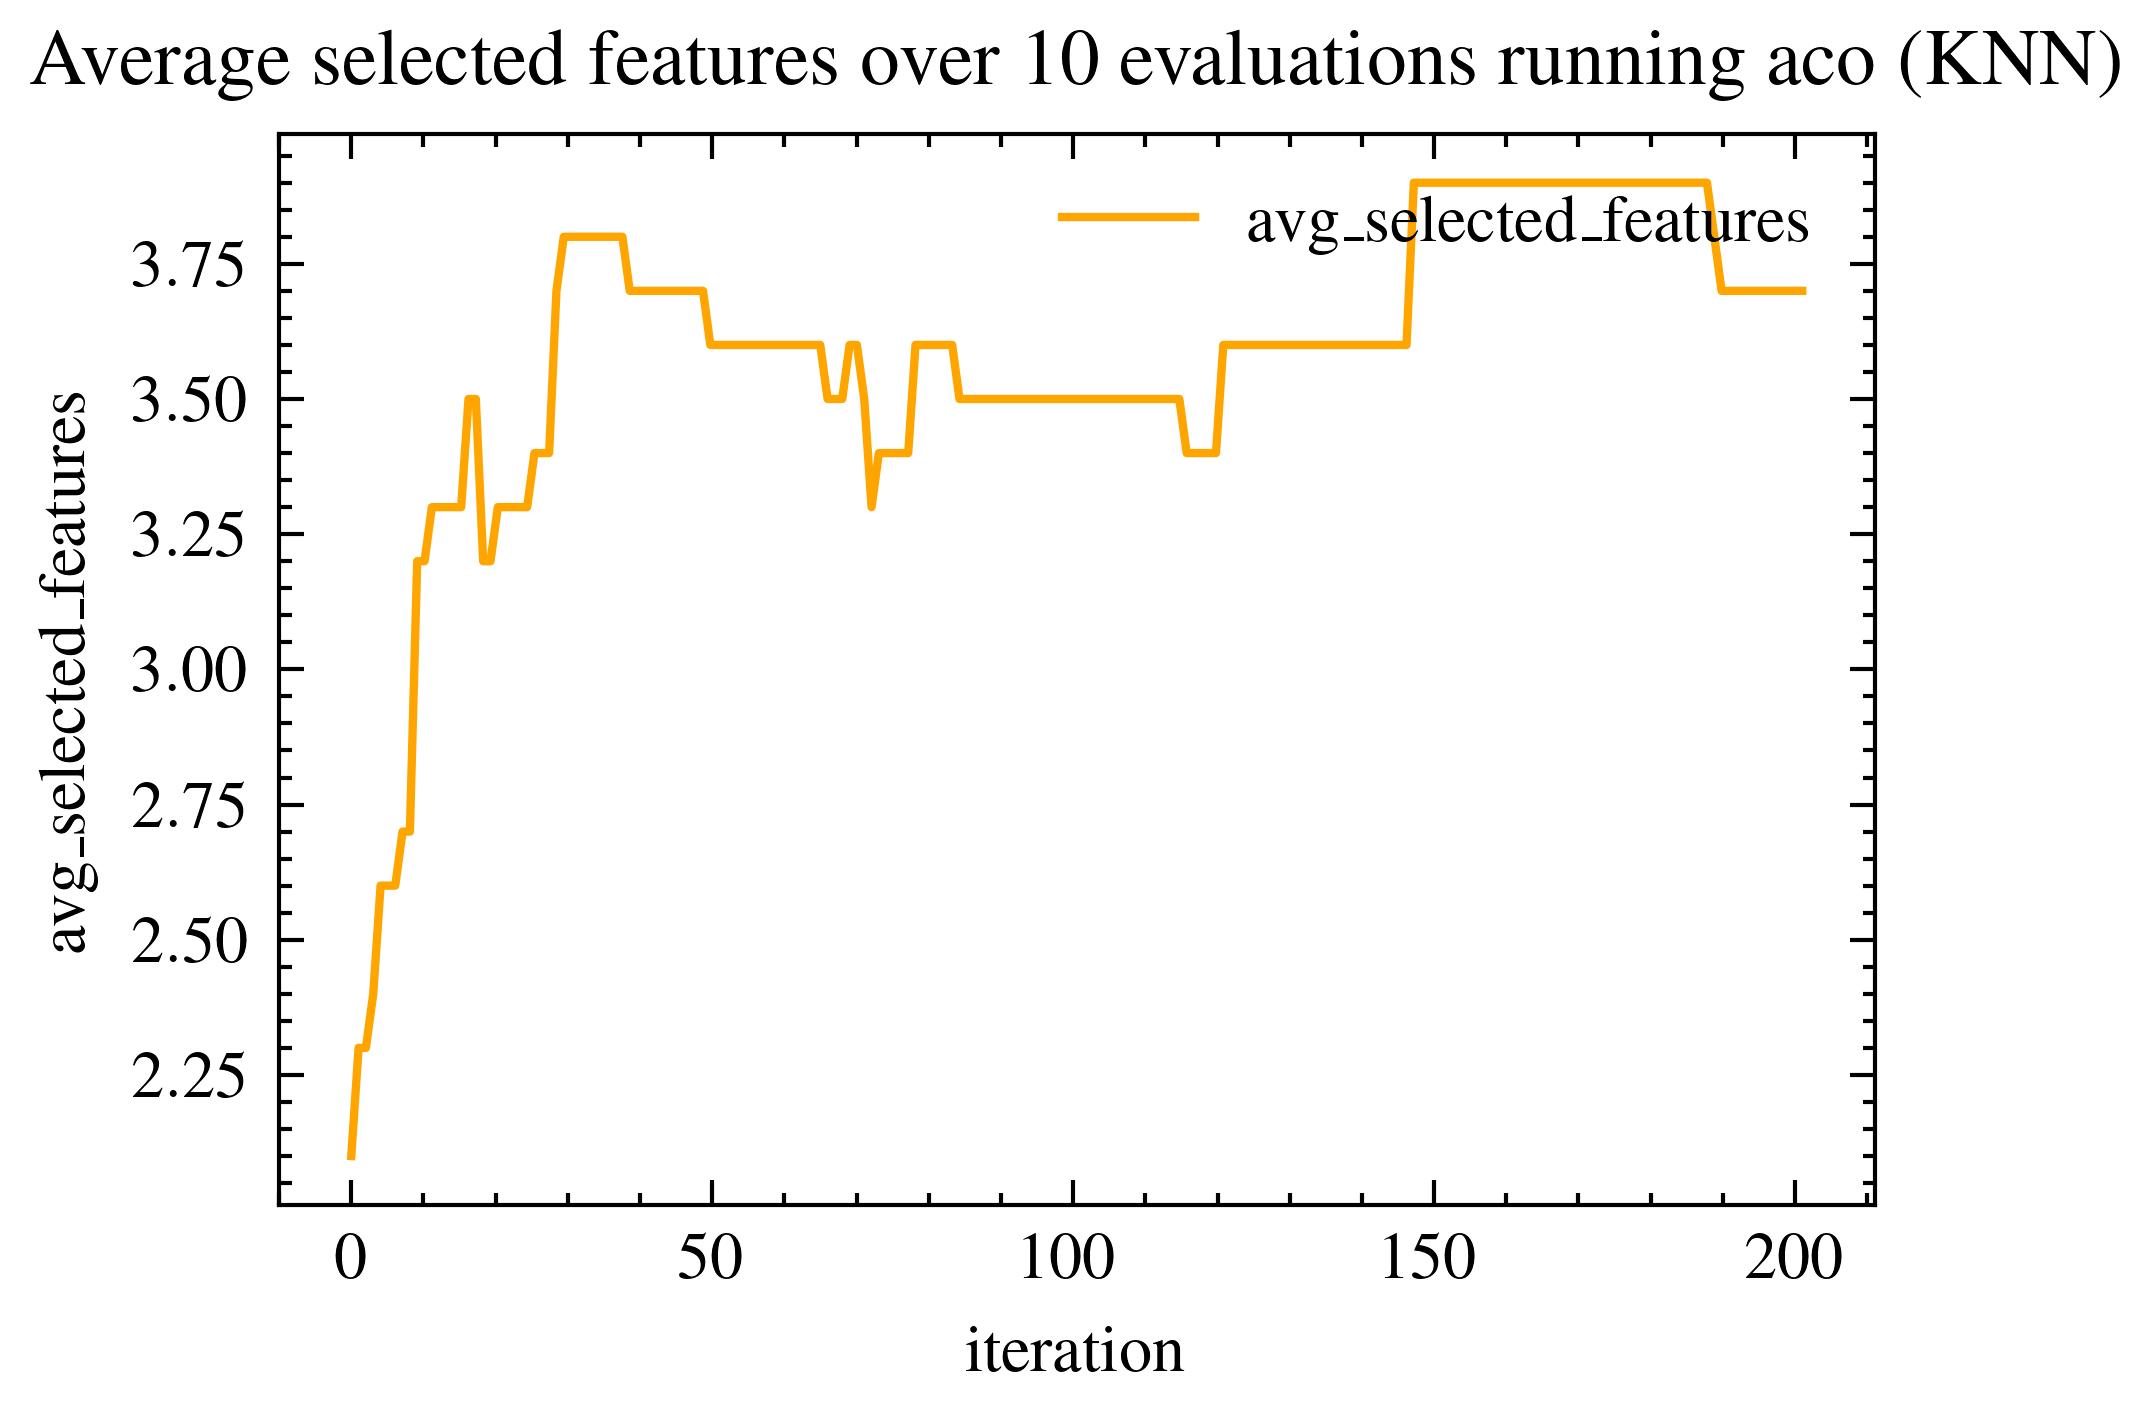 Average selected features over 10 evaluations running aco (KNN)
avg_selected_features
3.75
3.50
3.25
3.00
2.75
2.50
2.25
avg_selected_features
0 50 100 150 200
iteration